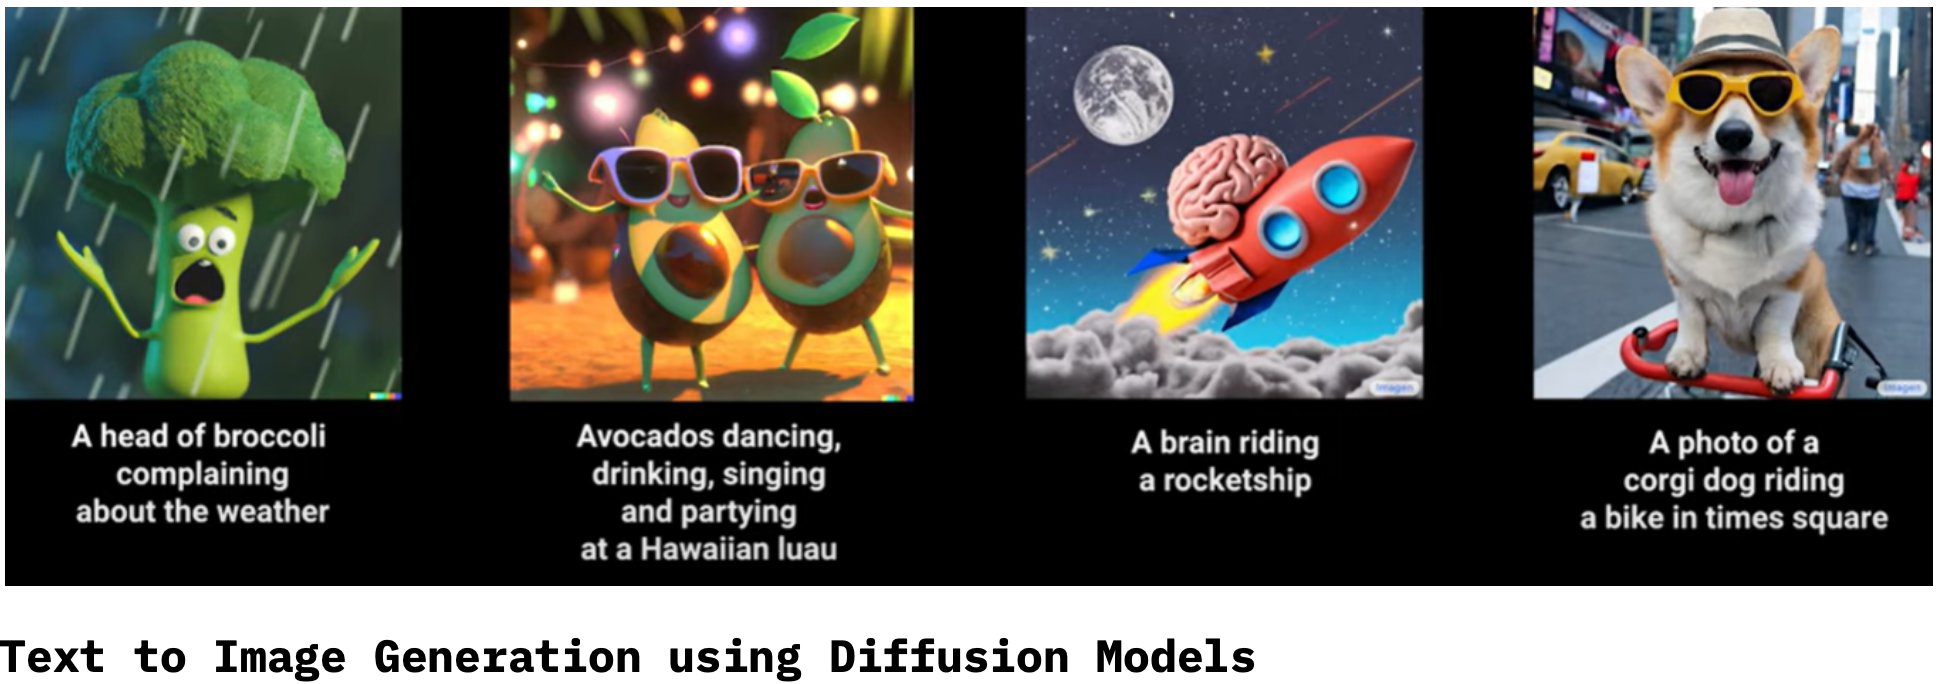 Imagen
Imagen
A head of broccoli
complaining
about the weather
Avocados dancing,
drinking, singing
and partying
at a Hawaiian luau
A brain riding
a rocketship
A photo of a
corgi dog riding
a bike in times square
Text to Image Generation using Diffusion Models